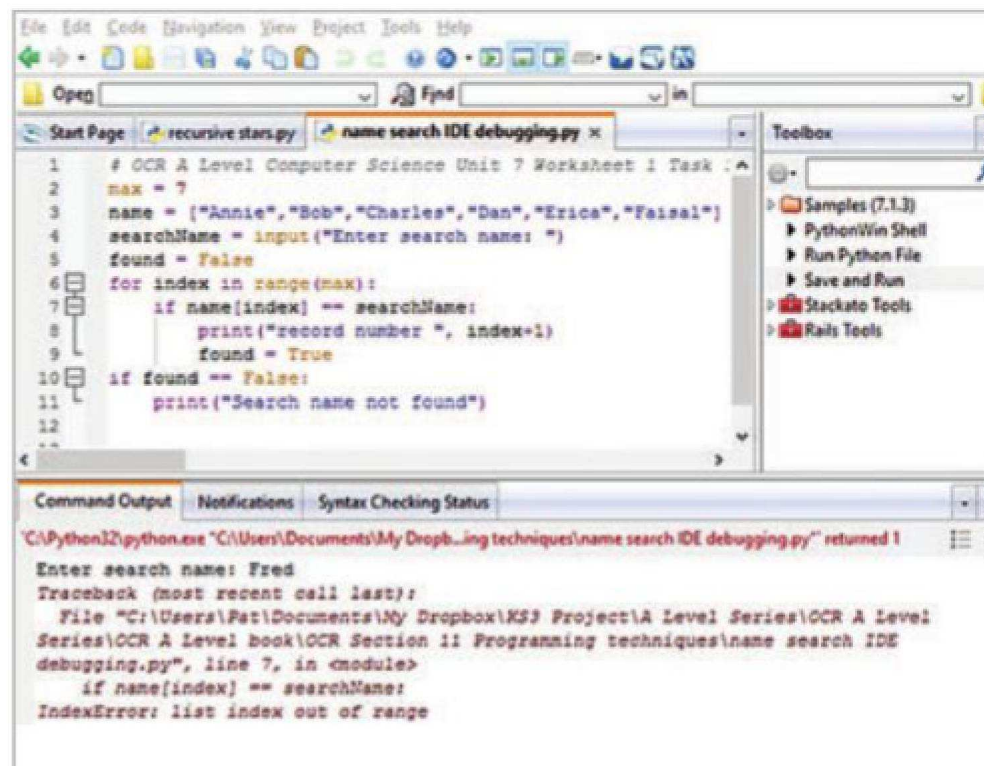 File Edit Code Navigation View Project Tools Help
Open Find in
Start Page recursive stars.py name search IDE debugging.py × Toolbox
1 # OCR A Level Computer Science Unit 7 Worksheet 1 Task
2 max = 7
3 name = ["Annie","Bob","Charles","Dan","Erica","Faisal"]
4 searchName = input("Enter search name: ")
5 found = False
6 for index in range(max):
7 if name[index] == searchName:
8 print("record number ", index+1)
9 found = True
10 if found == False:
11 print("Search name not found")
12
Samples (7.1.3)
PythonWin Shell
Run Python File
Save and Run
Stackato Tools
Rails Tools
Command Output Notifications Syntax Checking Status
'C:\Python32\python.exe "C:\Users\Documents\My Dropb...ing techniques\name search IDE debugging.py"' returned 1
Enter search name: Fred
Traceback (most recent call last):
File "C:\Users\Pat\Documents\My Dropbox\KS3 Project\A Level Series\OCR A Level
Series\OCR A Level book\OCR Section 11 Programming techniques\name search IDE
debugging.py", line 7, in <module>
if name[index] == searchName:
IndexError: list index out of range